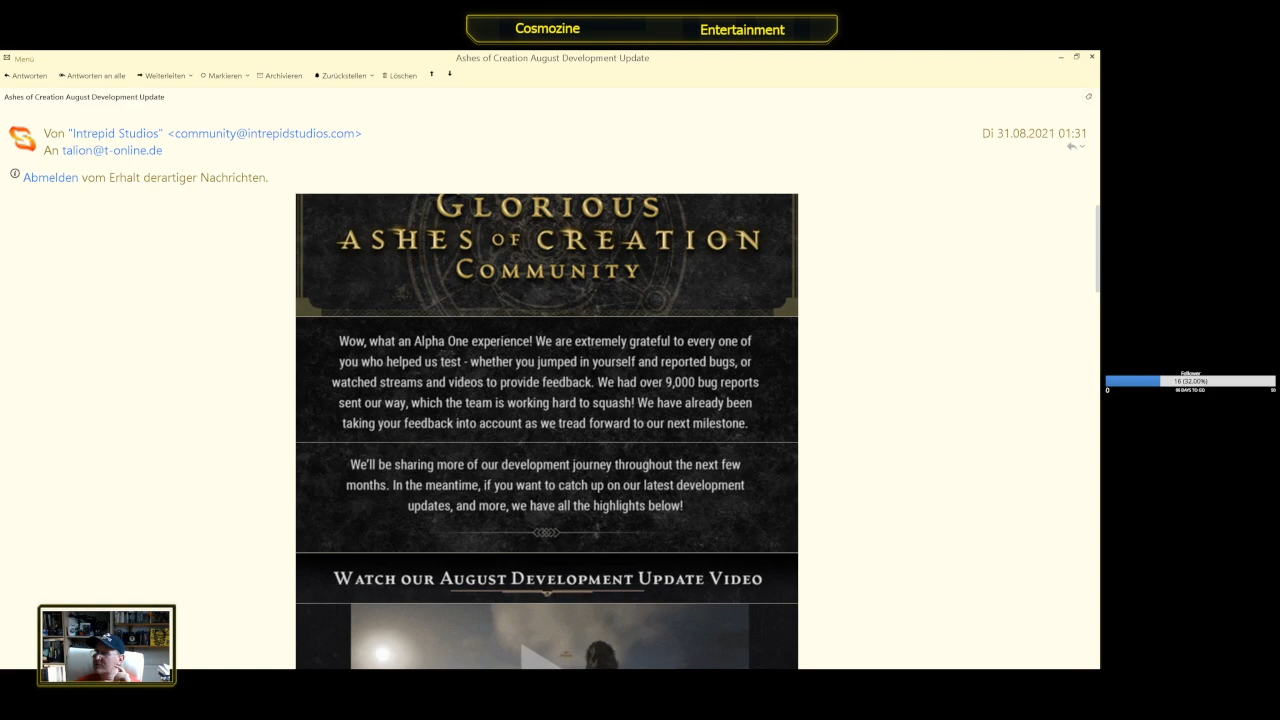 Cosmozine Entertainment
Menü
Ashes of Creation August Development Update
Antworten Antworten an alle Weiterleiten Markieren Archivieren Zurückstellen Löschen
Ashes of Creation August Development Update
Von "Intrepid Studios" <community@intrepidstudios.com>
Di 31.08.2021 01:31
An talion@t-online.de
Abmelden vom Erhalt derartiger Nachrichten.
GLORIOUS
ASHES OF CREATION
COMMUNITY
Wow, what an Alpha One experience! We are extremely grateful to every one of
you who helped us test - whether you jumped in yourself and reported bugs, or
watched streams and videos to provide feedback. We had over 9,000 bug reports
sent our way, which the team is working hard to squash! We have already been
taking your feedback into account as we tread forward to our next milestone.
We'll be sharing more of our development journey throughout the next few
months. In the meantime, if you want to catch up on our latest development
updates, and more, we have all the highlights below!
WATCH OUR AUGUST DEVELOPMENT UPDATE VIDEO
Follower
16 (32.00%)
0 50